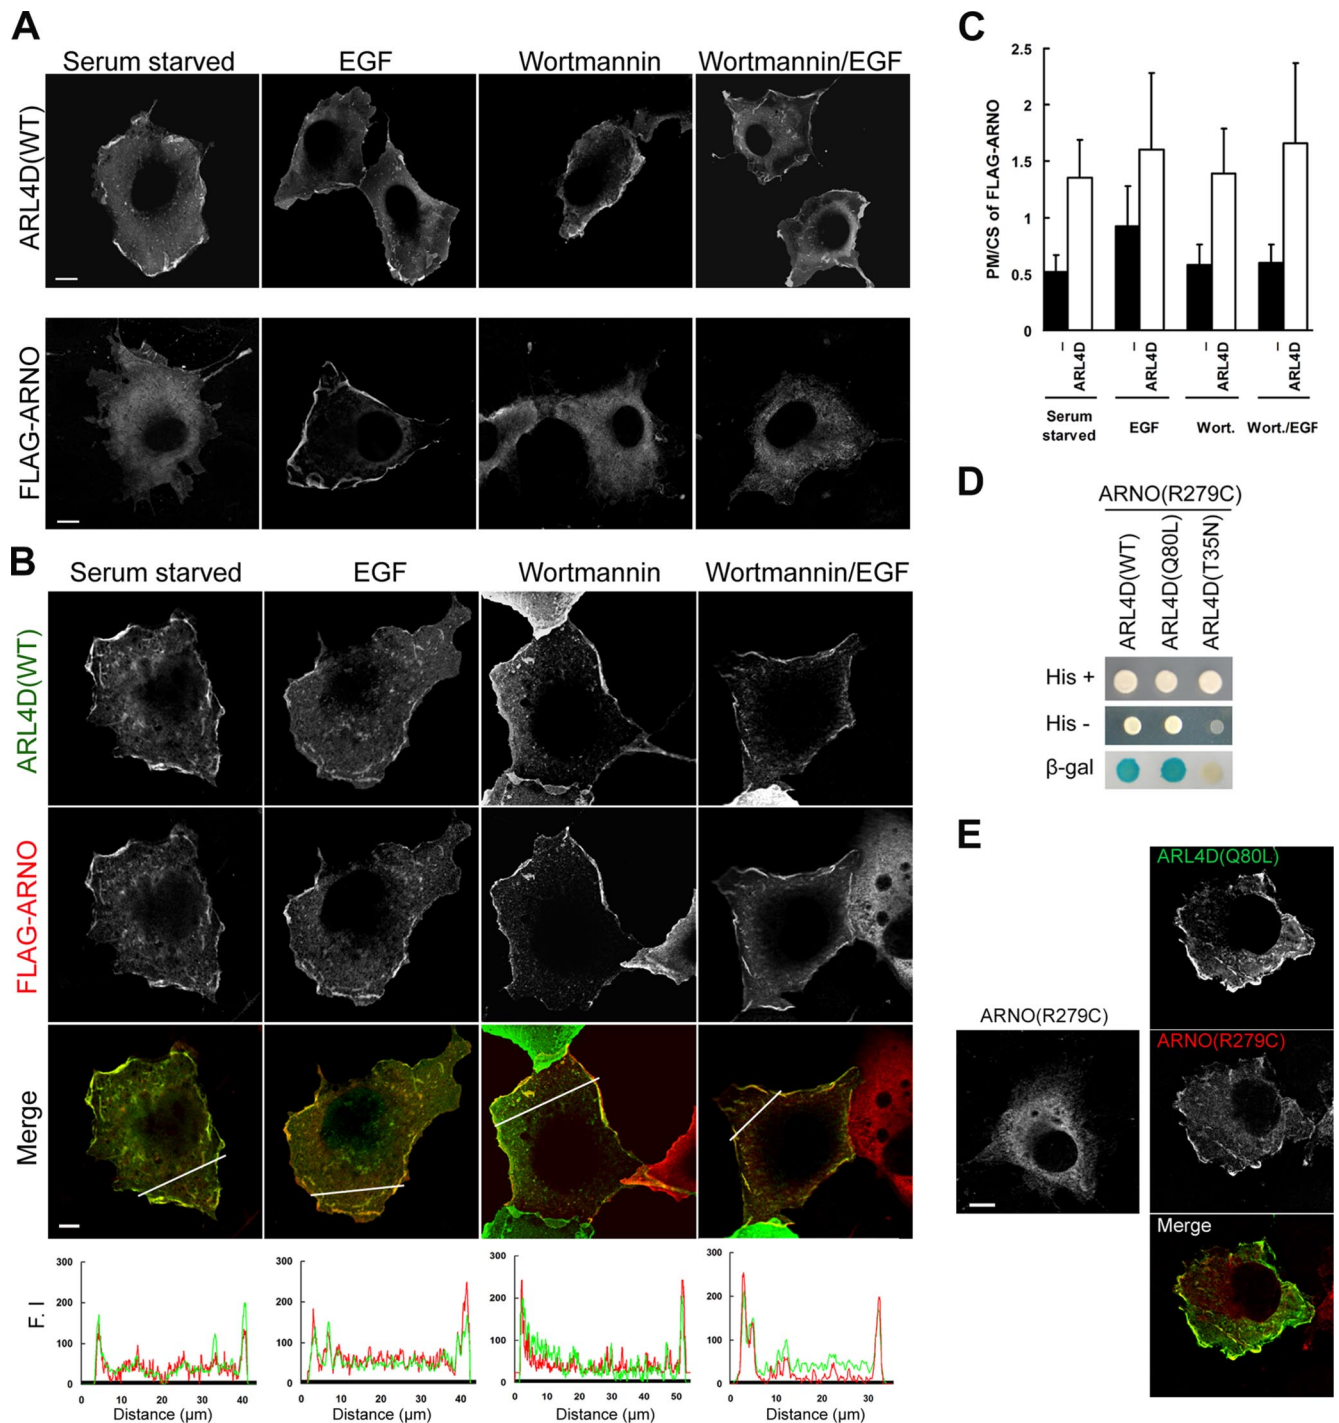 A
Serum starved EGF Wortmannin Wortmannin/EGF
ARL4D(WT)
FLAG-ARNO
B
Serum starved EGF Wortmannin Wortmannin/EGF
ARL4D(WT)
FLAG-ARNO
Merge
F. I
300
200
100
0
0 10 20 30 40
Distance (µm)
300
200
100
0
0 10 20 30 40
Distance (µm)
300
200
100
0
0 10 20 30 40 50
Distance (µm)
300
200
100
0
0 10 20 30
Distance (µm)
C
PM/CS of FLAG-ARNO
2.5
2
1.5
1
0.5
0
– ARL4D – ARL4D – ARL4D – ARL4D
Serum starved EGF Wort. Wort./EGF
D
ARNO(R279C)
ARL4D(WT)
ARL4D(Q80L)
ARL4D(T35N)
His +
His -
β-gal
E
ARL4D(Q80L)
ARNO(R279C)
ARNO(R279C)
Merge